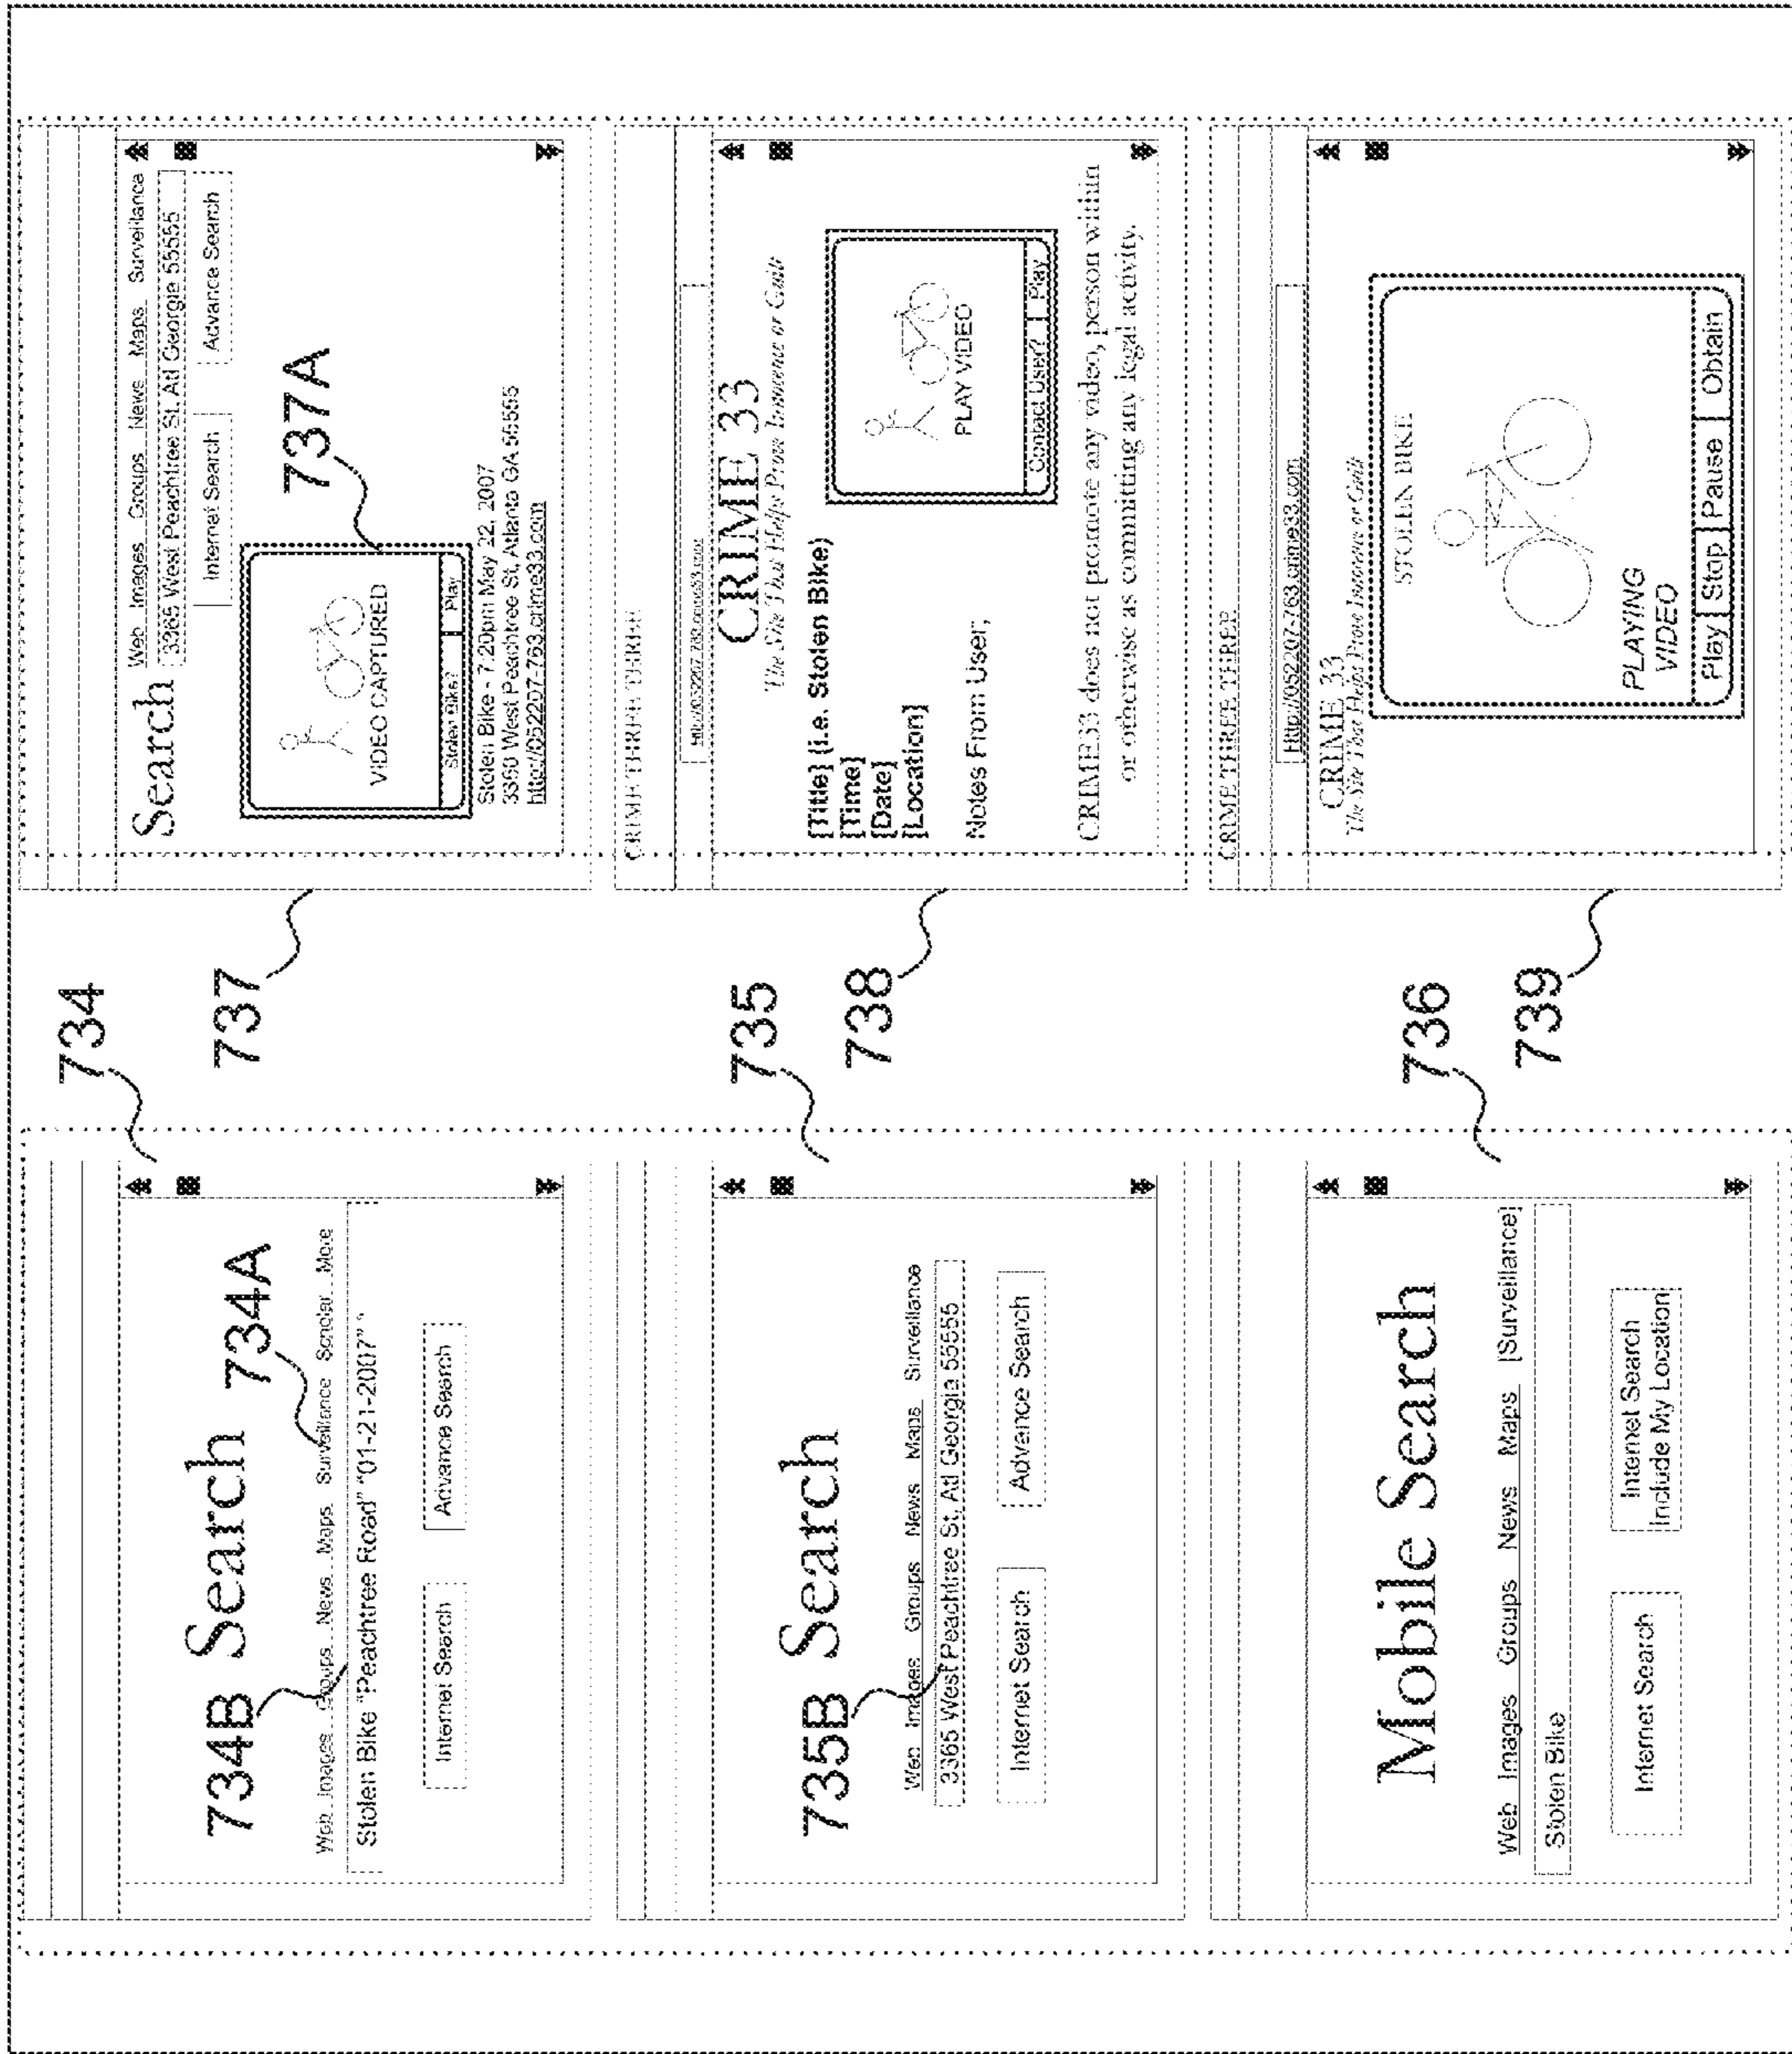 734
734B Search 734A
Web Images Groups News Maps Surveillance Scholar More
Stolen Bike "Peachtree Road" "01-21-2007"
Internet Search Advance Search
735
735B Search
Web Images Groups News Maps Surveillance
3365 West Peachtree St. Atl Georgia 55555
Internet Search Advance Search
736
Mobile Search
Web Images Groups News Maps [Surveillance]
Stolen Bike
Internet Search
Internet Search
Include My Location
737
Search
Web Images Groups News Maps Surveillance
3365 West Peachtree St. Atl Georgia 55555
Internet Search Advance Search
737A
VIDEO CAPTURED
Stolen Bike? Play
Stolen Bike - 7:20pm May 22, 2007
3350 West Peachtree St, Atlanta GA 55555
http://052207-763.crime33.com
738
CRIME THREE THREE
http://052207-763.crime33.com
CRIME 33
The Site That Helps Prove Innocence or Guilt
[Title] (i.e. Stolen Bike)
[Time]
[Date]
[Location]
Notes From User;
PLAY VIDEO
Contact User? Play
CRIME33 does not promote any video, person within
or otherwise as committing any legal activity.
739
CRIME THREE THREE
Http://052207-763.crime33.com
CRIME 33
The Site That Helps Prove Innocence or Guilt
STOLEN BIKE
PLAYING
VIDEO
Play Stop Pause Obtain